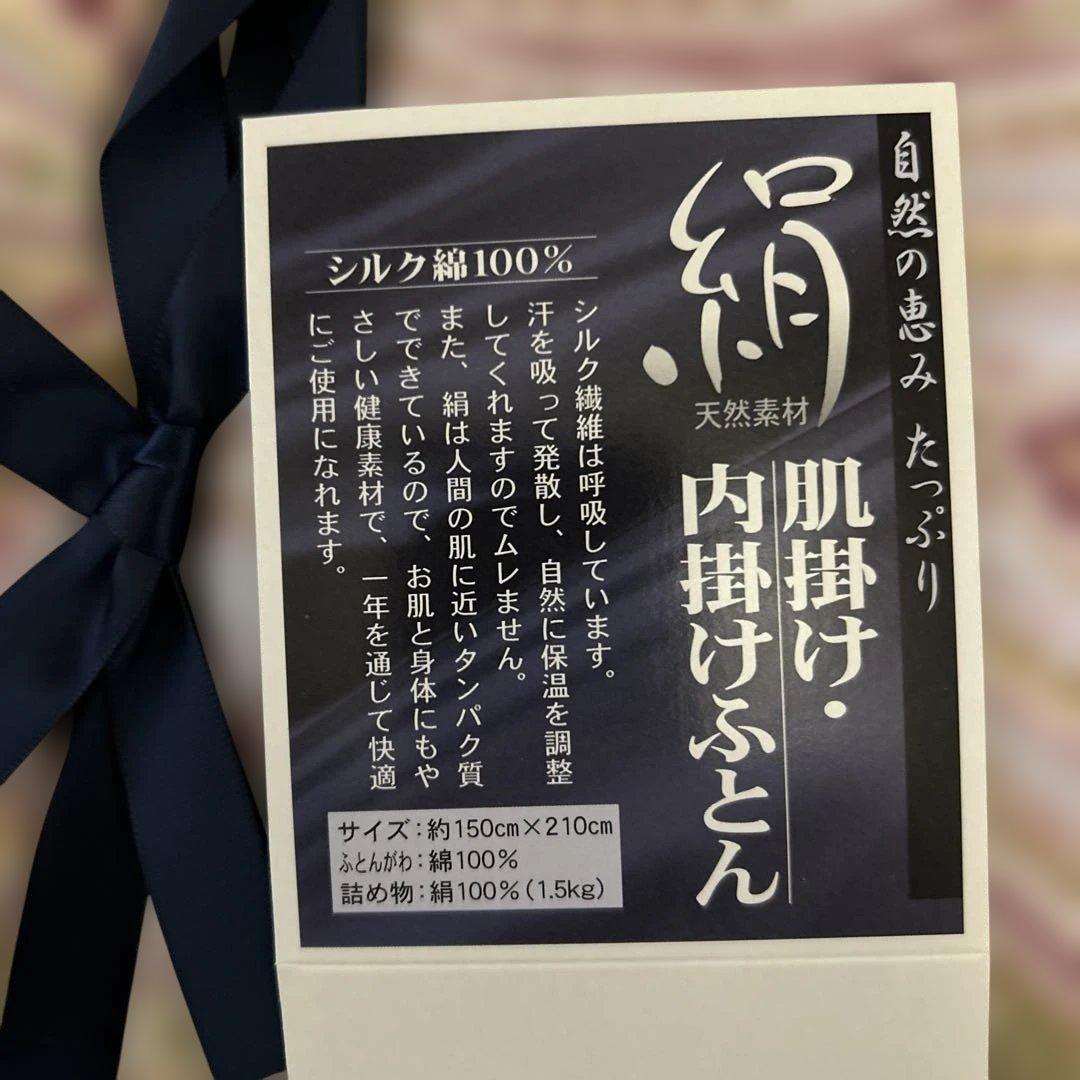 自然の恵み たっぷり
絹
天然素材
肌掛け・
内掛けふとん
シルク綿100%
シルク繊維は呼吸しています。
汗を吸って発散し、自然に保温を調整
してくれますのでムレません。
また、絹は人間の肌に近いタンパク質
でできているので、お肌と身体にもや
さしい健康素材で、一年を通じて快適
にご使用になれます。
サイズ：約150cm×210cm
ふとんがわ：綿100%
詰め物：絹100%（1.5kg）